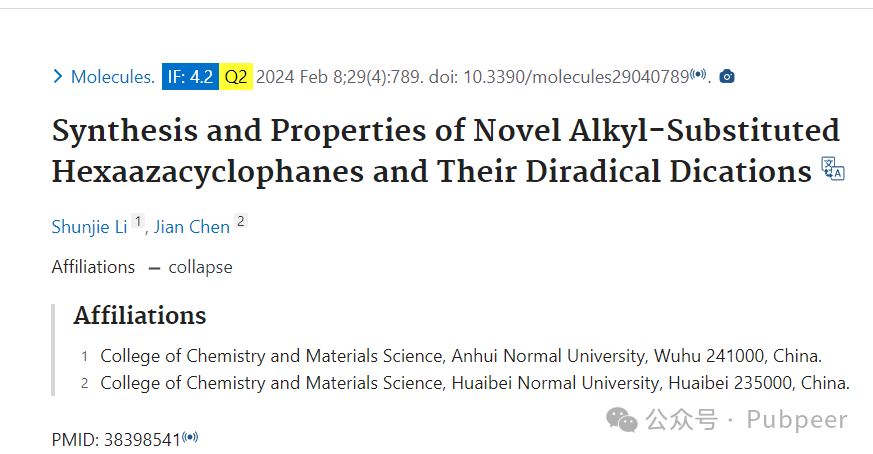 Molecules. IF: 4.2 Q2 2024 Feb 8;29(4):789. doi: 10.3390/molecules29040789.
Synthesis and Properties of Novel Alkyl-Substituted
Hexaazacyclophanes and Their Diradical Dications
Shunjie Li 1, Jian Chen 2
Affiliations — collapse
Affiliations
1 College of Chemistry and Materials Science, Anhui Normal University, Wuhu 241000, China.
2 College of Chemistry and Materials Science, Huaibei Normal University, Huaibei 235000, China.
公众号 · Pubpeer
PMID: 38398541